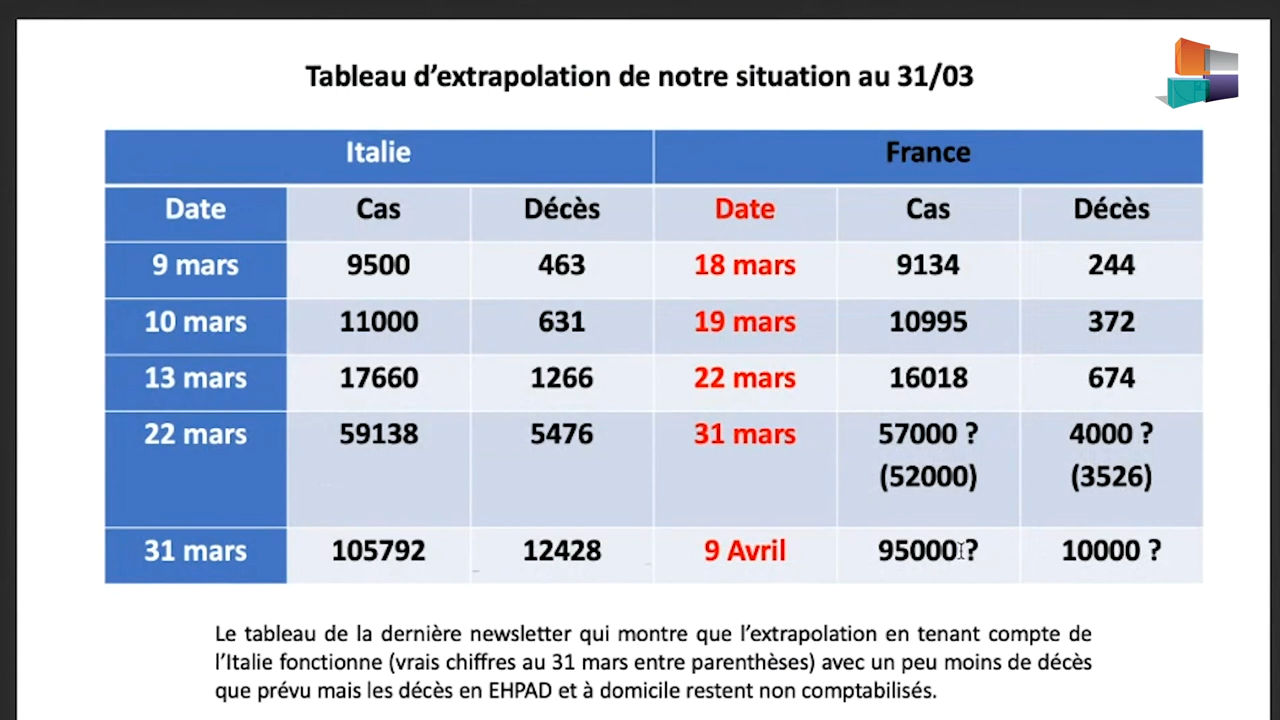 Tableau d’extrapolation de notre situation au 31/03
Italie France
Date Cas Décès Date Cas Décès
9 mars 9500 463 18 mars 9134 244
10 mars 11000 631 19 mars 10995 372
13 mars 17660 1266 22 mars 16018 674
22 mars 59138 5476 31 mars 57000 ? 4000 ?
(52000) (3526)
31 mars 105792 12428 9 Avril 95000 ? 10000 ?
Le tableau de la dernière newsletter qui montre que l’extrapolation en tenant compte de
l’Italie fonctionne (vrais chiffres au 31 mars entre parenthèses) avec un peu moins de décès
que prévu mais les décès en EHPAD et à domicile restent non comptabilisés.